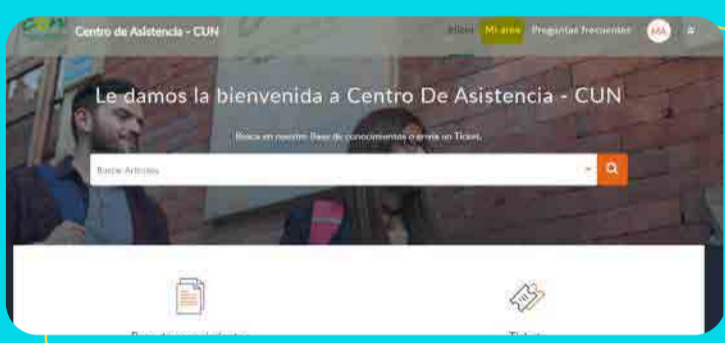 Centro de Asistencia - CUN
Inicio Mi área Preguntas frecuentes MA
Le damos la bienvenida a Centro De Asistencia - CUN
Busca en nuestra Base de conocimientos o envía un Ticket.
Buscar Artículos